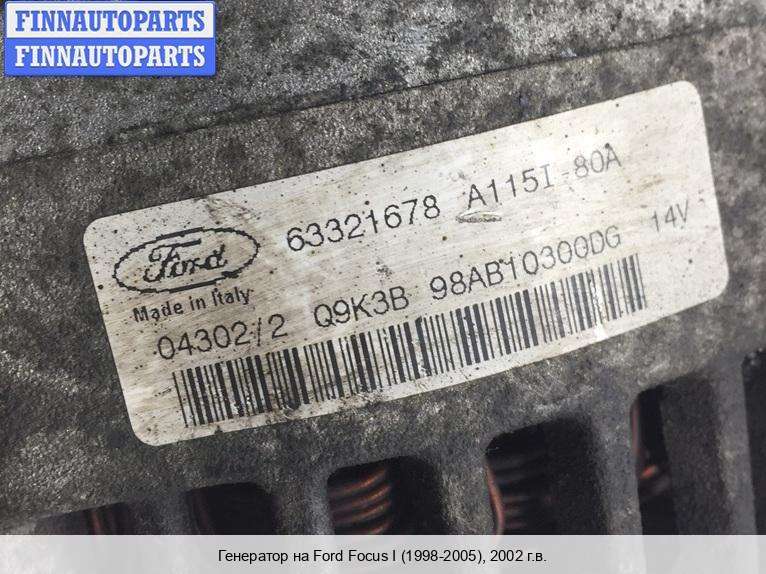 FINNAUTOPARTS
FINNAUTOPARTS
63321678 A115I-80A
Ford
Made in Italy
04302/2 Q9K3B 98AB10300DG 14V
Генератор на Ford Focus I (1998-2005), 2002 г.в.